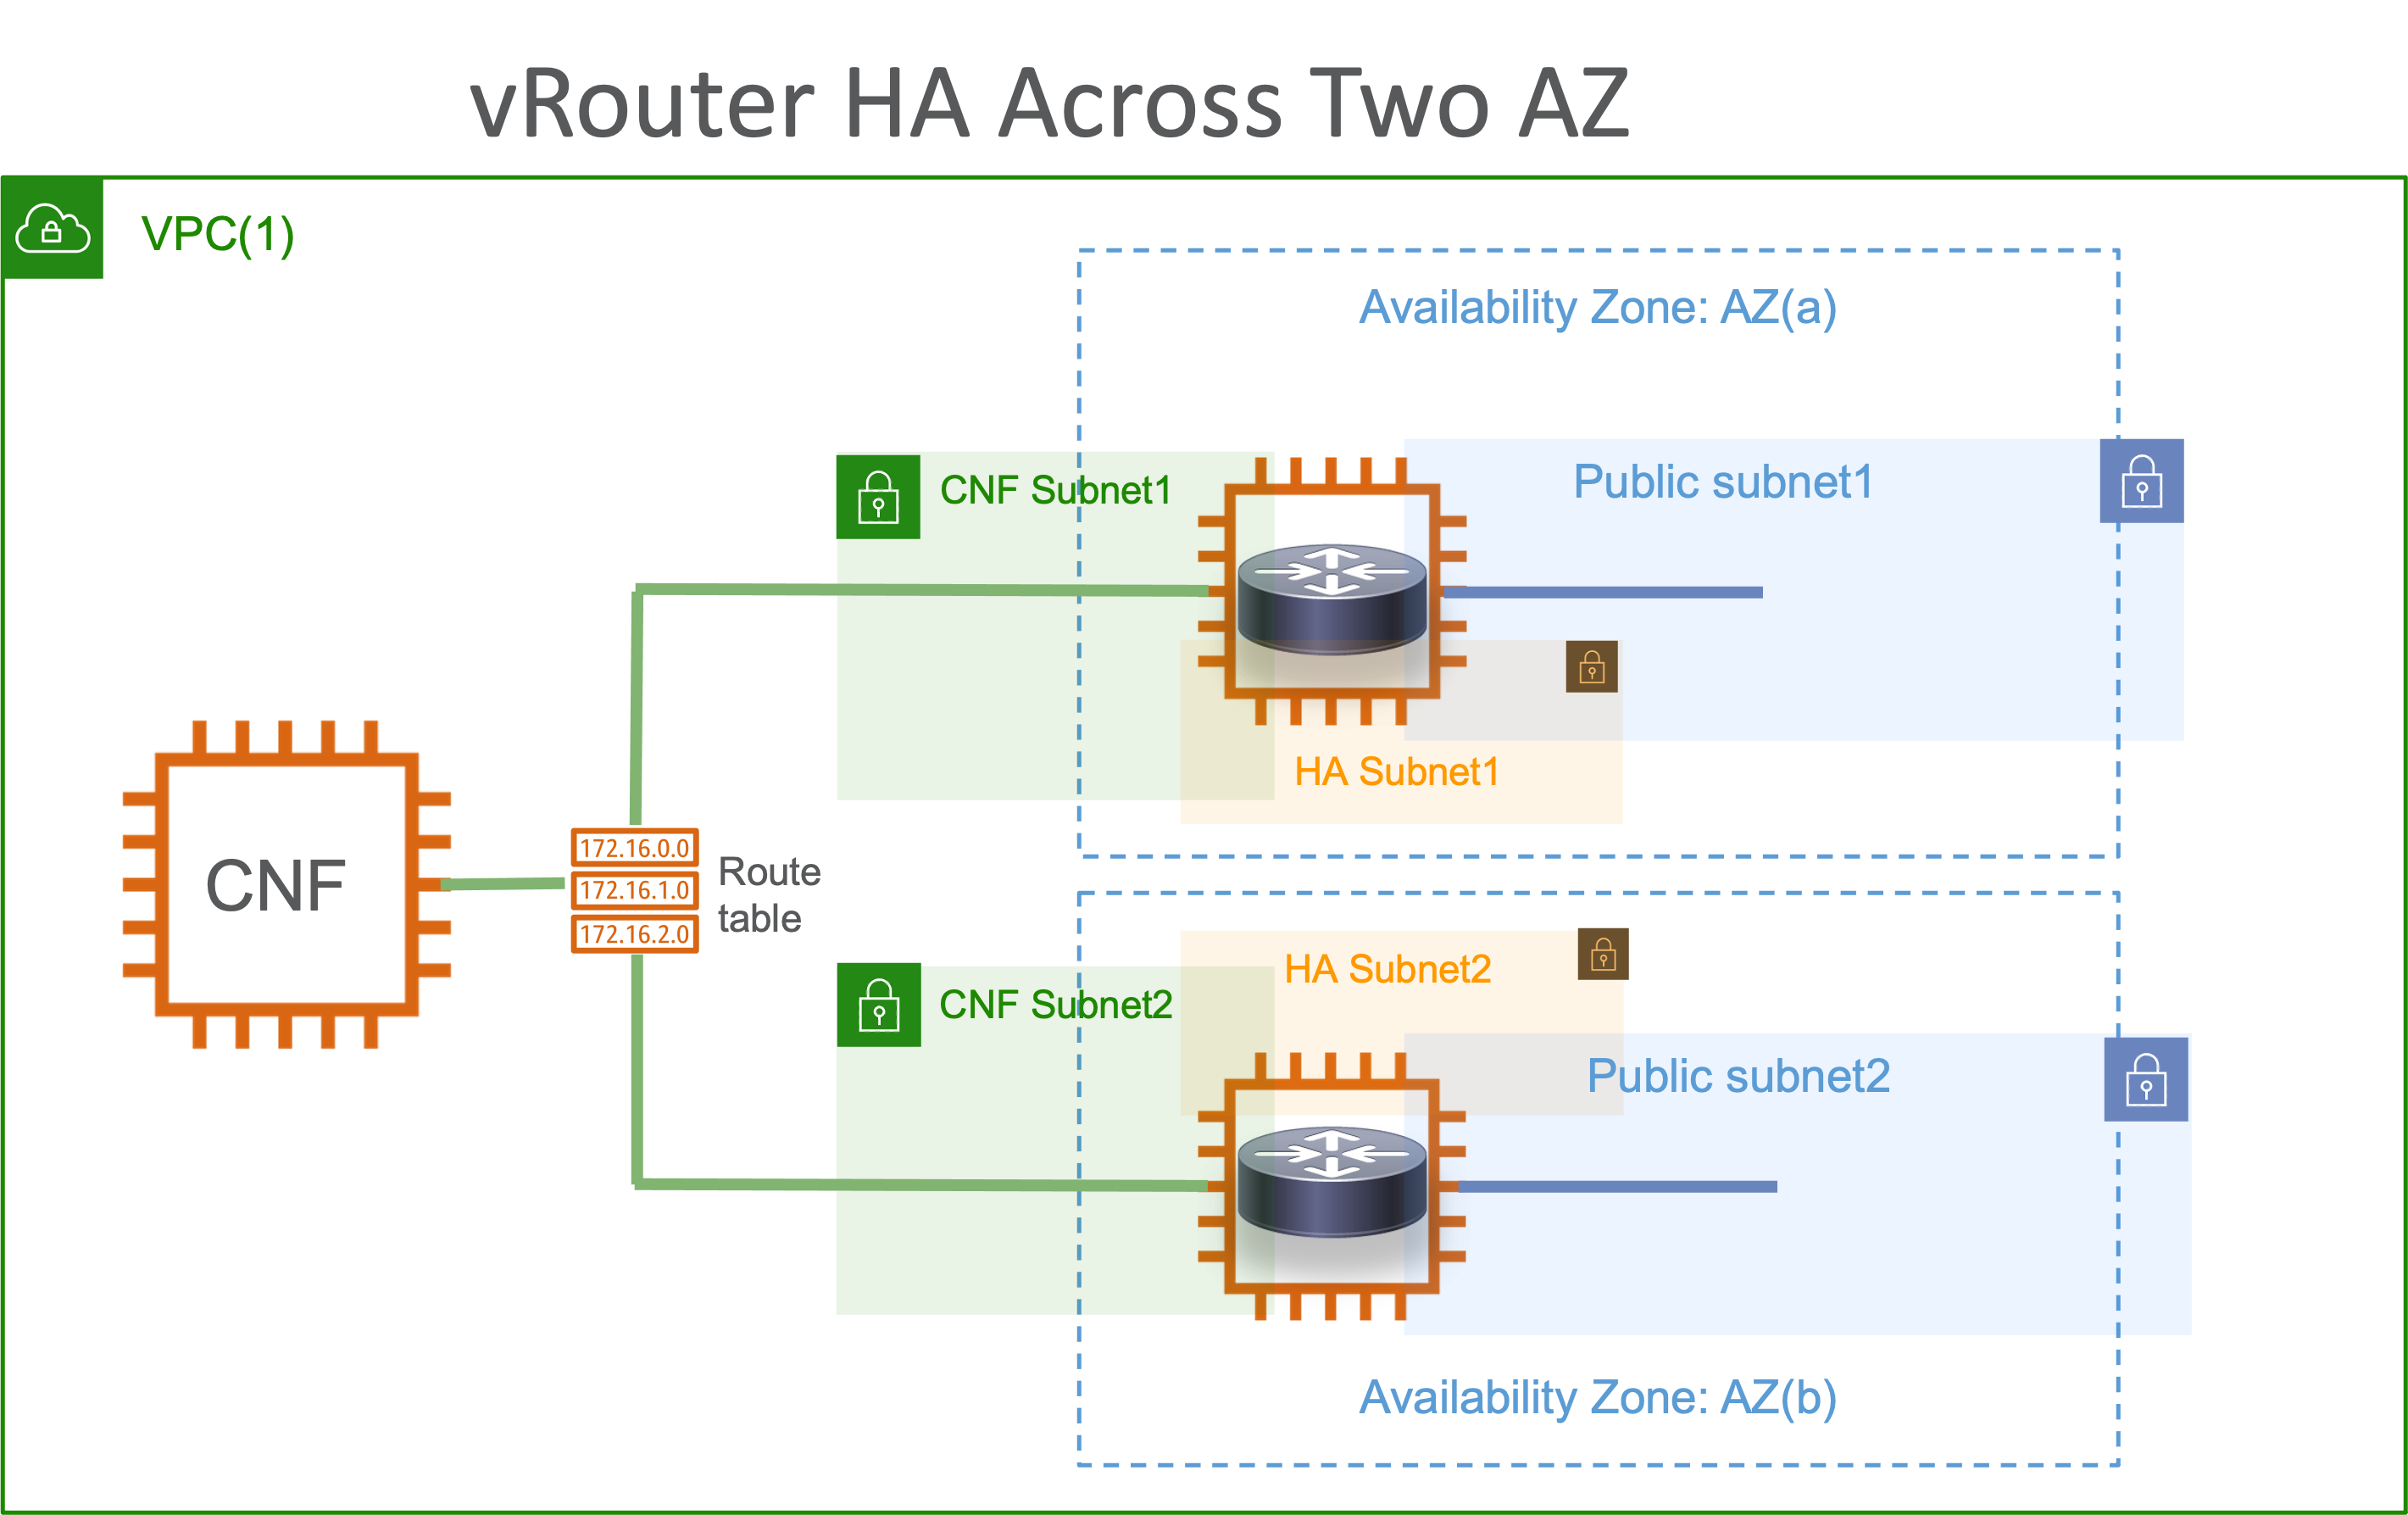 vRouter HA Across Two AZ
VPC(1)
Availability Zone: AZ(a)
CNF Subnet1
Public subnet1
HA Subnet1
CNF
172.16.0.0
172.16.1.0
172.16.2.0
Route
table
HA Subnet2
CNF Subnet2
Public subnet2
Availability Zone: AZ(b)